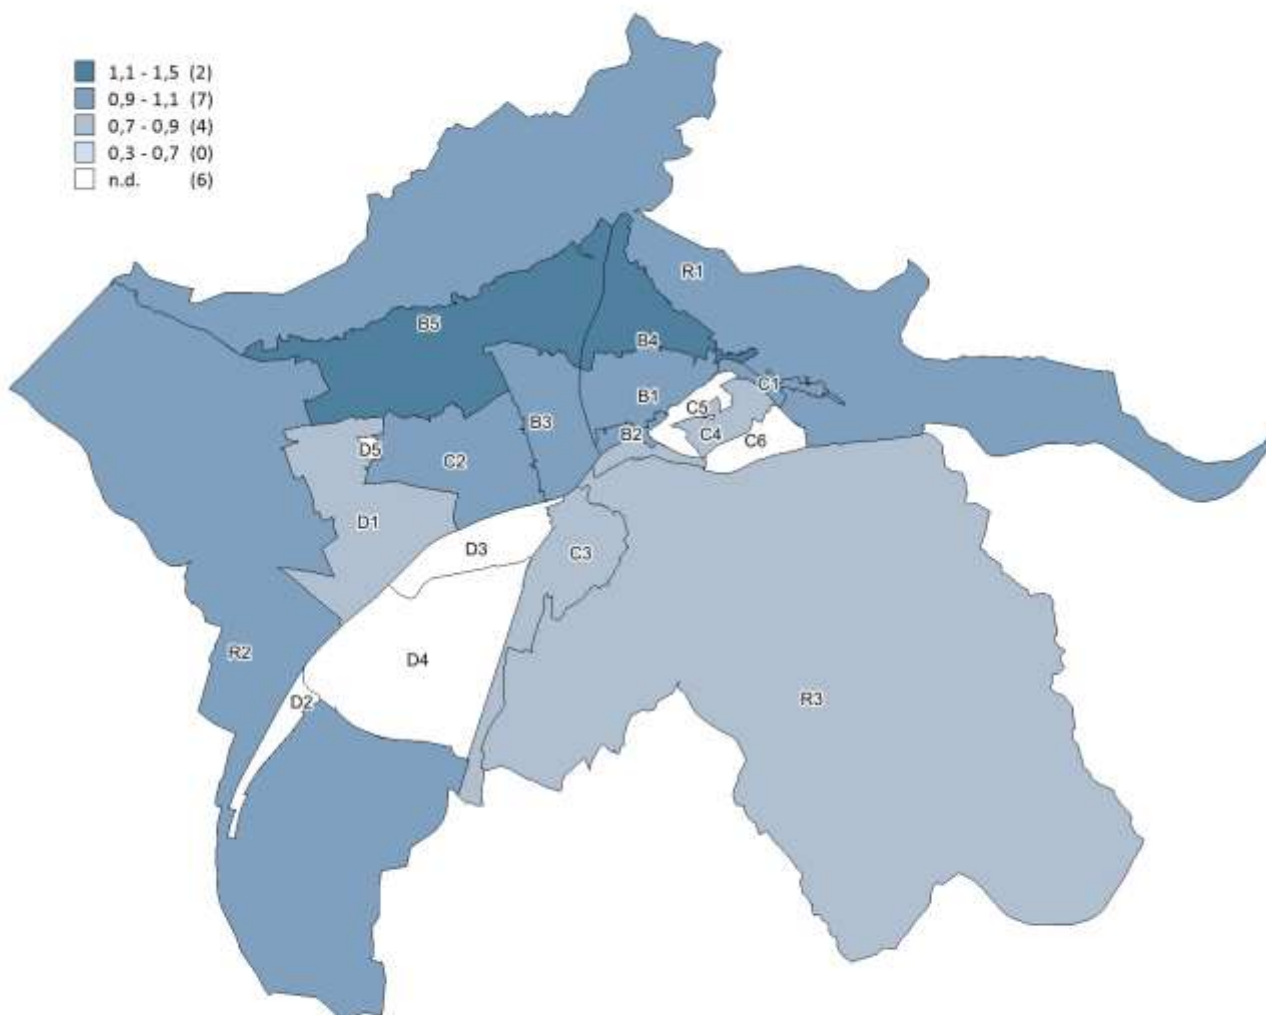 1,1 - 1,5 (2)
0,9 - 1,1 (7)
0,7 - 0,9 (4)
0,3 - 0,7 (0)
n.d. (6)
R1
B5
B4
C1
B1
C5
B3
B2
C4
C6
D5
C2
D1
D3
C3
R2
D4
R3
D2